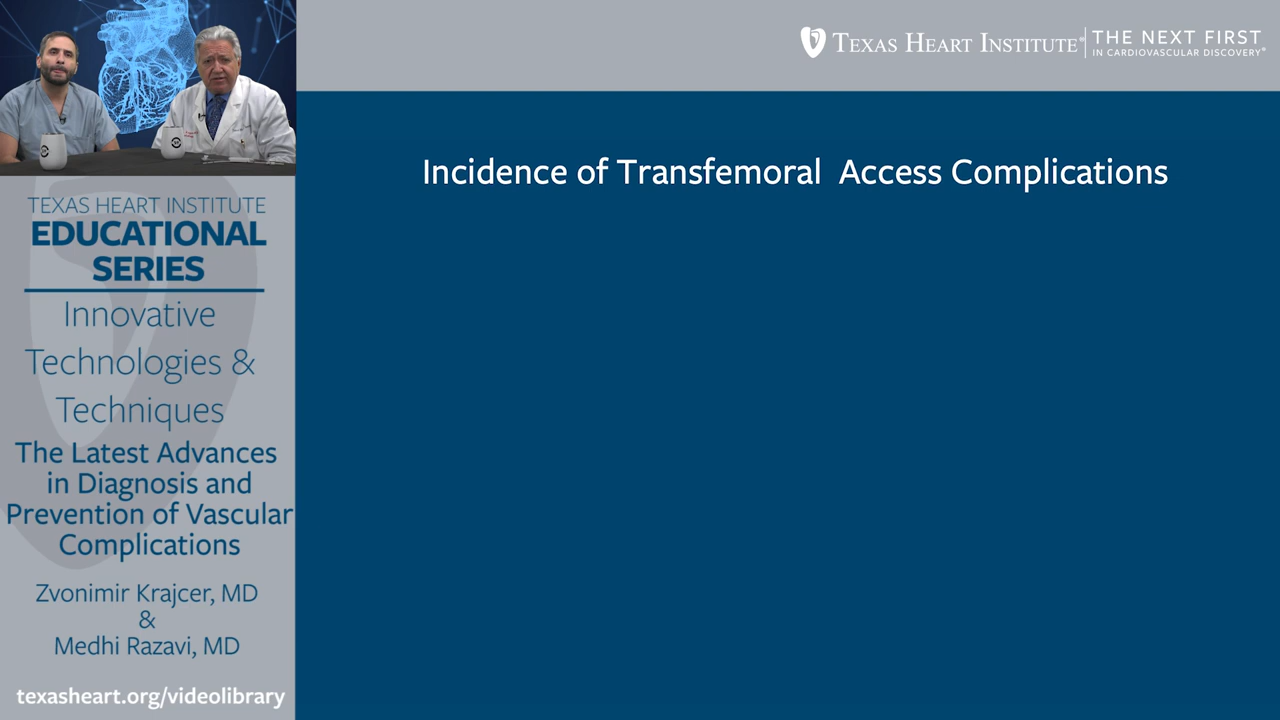 TEXAS HEART INSTITUTE® THE NEXT FIRST
IN CARDIOVASCULAR DISCOVERY®
Incidence of Transfemoral  Access Complications
TEXAS HEART INSTITUTE
EDUCATIONAL
SERIES
Innovative
Technologies &
Techniques
The Latest Advances
in Diagnosis and
Prevention of Vascular
Complications
Zvonimir Krajcer, MD
&
Medhi Razavi, MD
texasheart.org/videolibrary